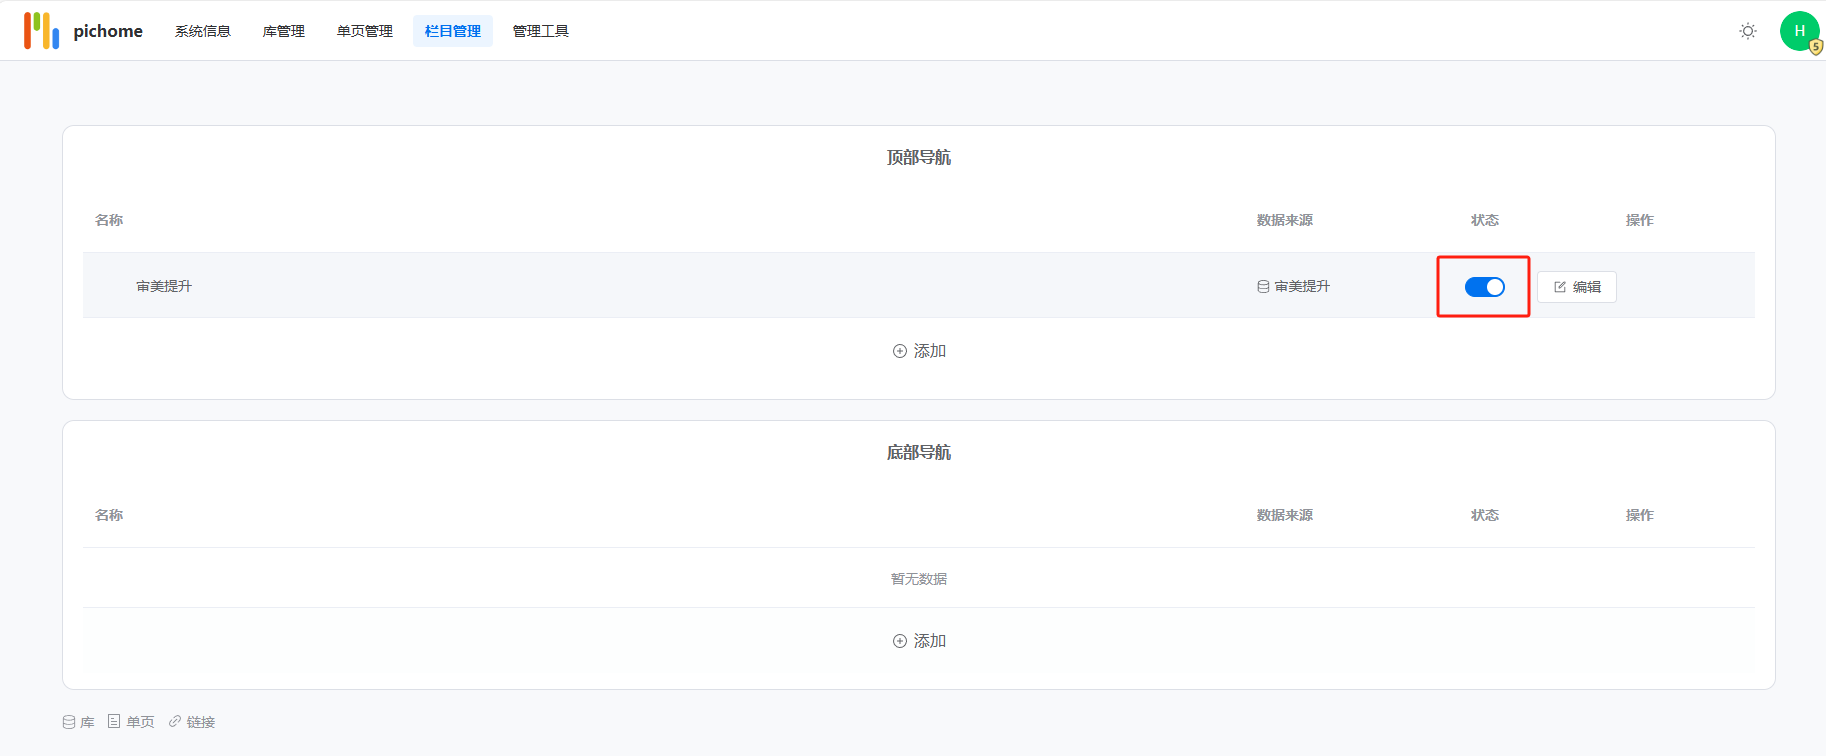 pichome 系统信息 库管理 单页管理 栏目管理 管理工具 H 5
顶部导航
名称 数据来源 状态 操作
审美提升 审美提升 编辑
添加
底部导航
名称 数据来源 状态 操作
暂无数据
添加
库 单页 链接